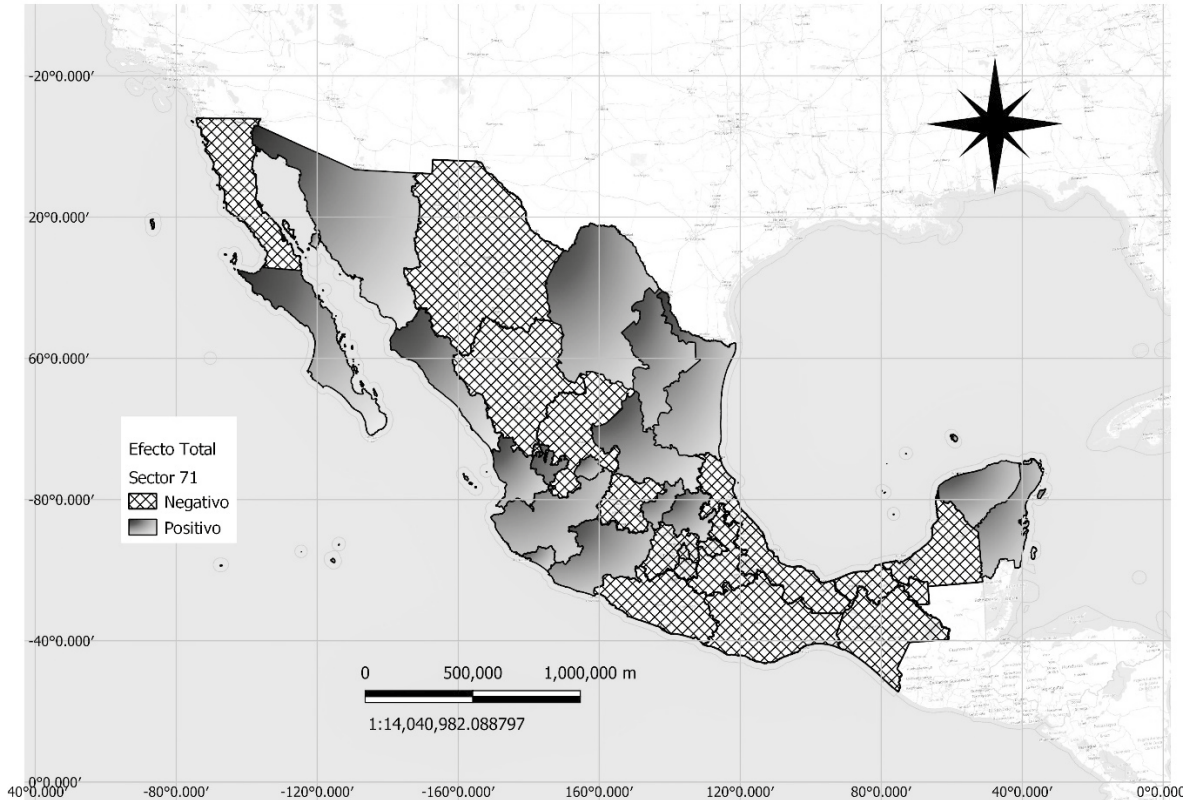 -20°0.000′
20°0.000′
60°0.000′
-80°0.000′
-40°0.000′
0°0.000′
Efecto Total
Sector 71
Negativo
Positivo
0 500,000 1,000,000 m
1:14,040,982.088797
40°0.000′ -80°0.000′ -120°0.000′ -160°0.000′ 160°0.000′ 120°0.000′ 80°0.000′ 40°0.000′ 0°0.000′